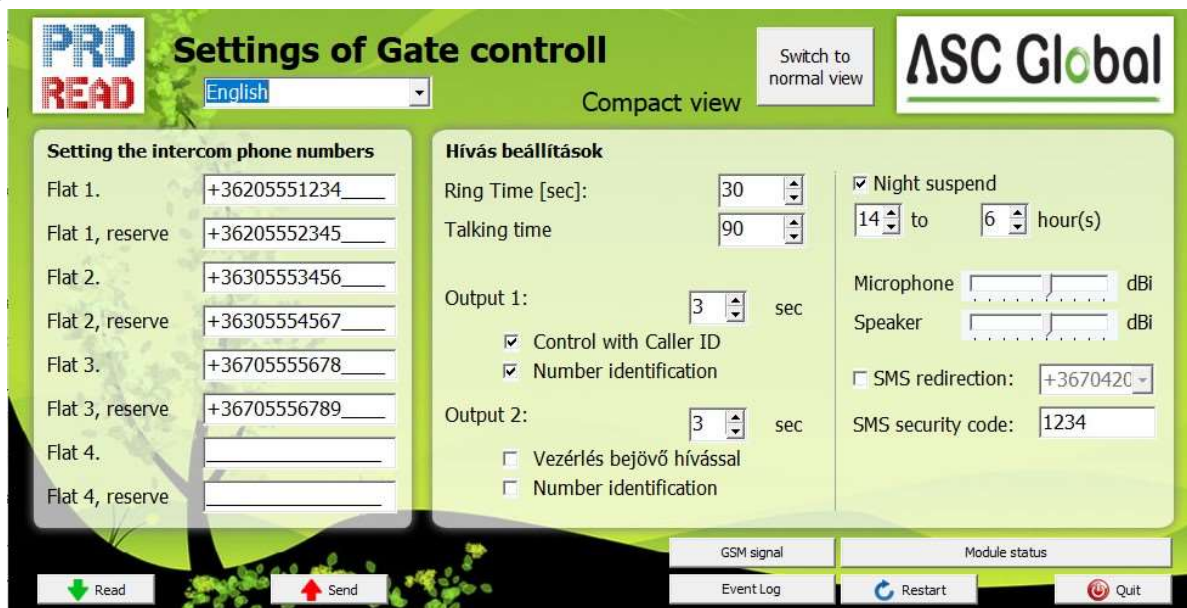 PRO
READ
Settings of Gate controll
English
Compact view
Switch to
normal view
ASC Global
Setting the intercom phone numbers
Flat 1. +36205551234____
Flat 1, reserve +36205552345____
Flat 2. +36305553456____
Flat 2, reserve +36305554567____
Flat 3. +36705555678____
Flat 3, reserve +36705556789____
Flat 4. ________________
Flat 4, reserve ________________
Hívás beállítások
Ring Time [sec]: 30
Talking time 90
Output 1: 3 sec
Control with Caller ID
Number identification
Output 2: 3 sec
Vezérlés bejövő hívással
Number identification
Night suspend
14 to 6 hour(s)
Microphone dBi
Speaker dBi
SMS redirection: +3670420
SMS security code: 1234
GSM signal
Module status
Read
Send
Event Log
Restart
Quit